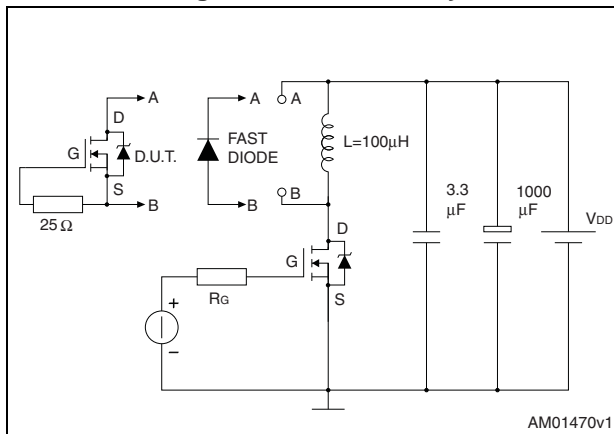 A
D
G
D.U.T.
S
B
25 Ω
A
FAST
DIODE
B
A
L=100μH
B
D
G
S
RG
+
–
3.3
μF
1000
μF
VDD
AM01470v1